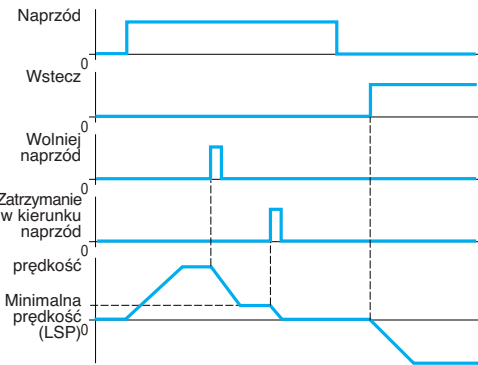 Naprzód
0
Wstecz
0
Wolniej
naprzód
0
Zatrzymanie
w kierunku
naprzód
0
prędkość
Minimalna
prędkość
(LSP)0